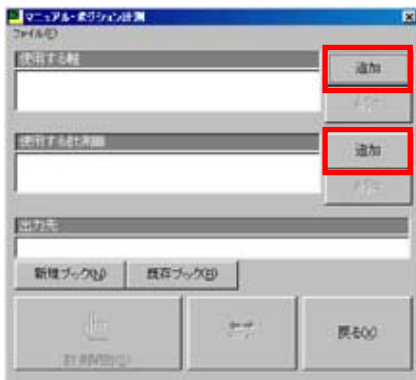 マニュアル・ポジション計測
ファイル(F)
使用する軸
追加
使用する計測器
追加
出力先
新規ブック(N)
既存ブック(B)
計測開始(S)
戻る(X)